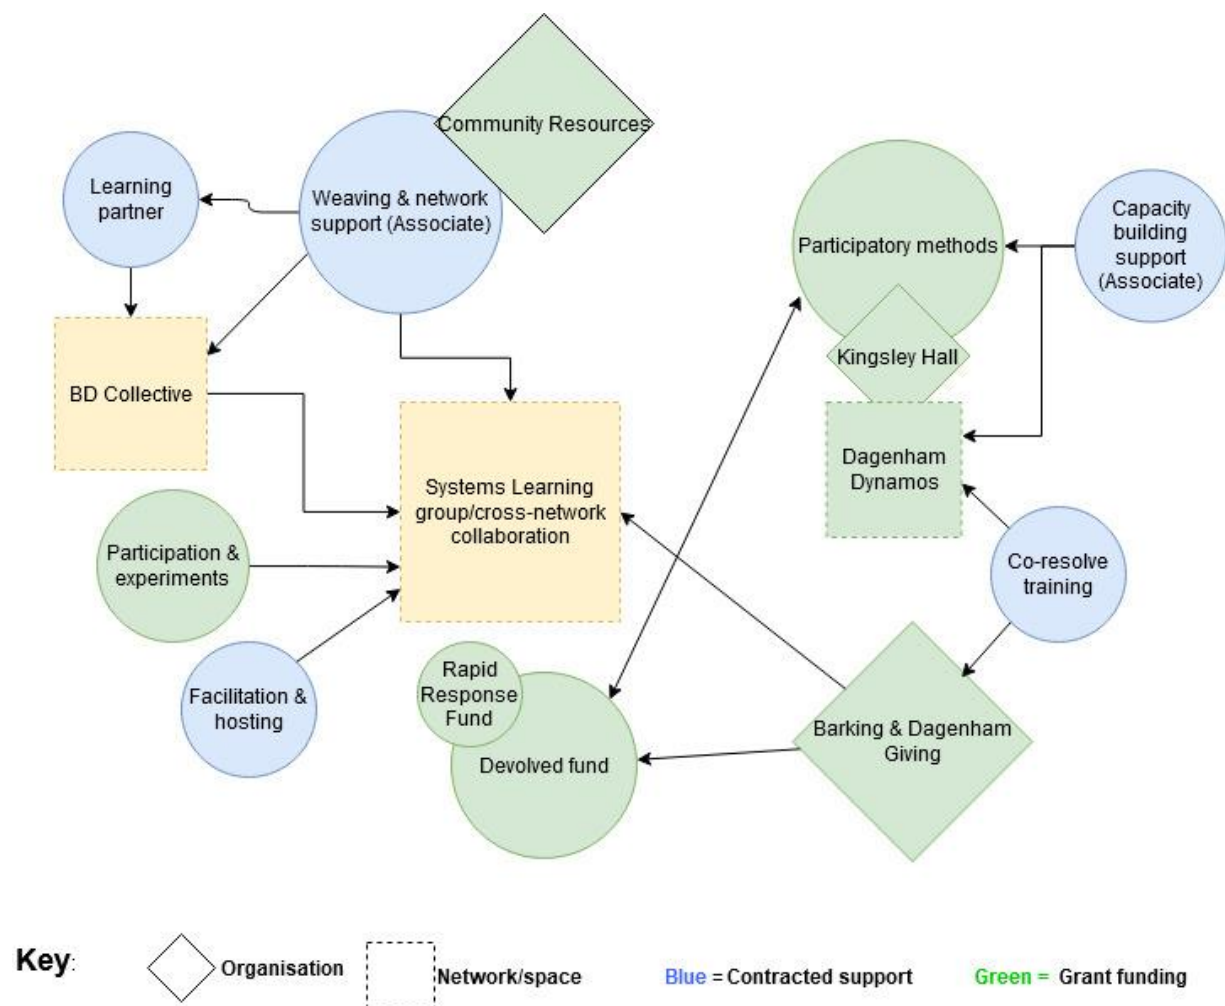 Community Resources
Learning
partner
Weaving & network
support (Associate)
Participatory methods
Capacity
building
support
(Associate)
Kingsley Hall
BD Collective
Dagenham
Dynamos
Systems Learning
group/cross-network
collaboration
Participation &
experiments
Co-resolve
training
Facilitation &
hosting
Rapid
Response
Fund
Devolved fund
Barking & Dagenham
Giving
Key:
Organisation
Network/space
Blue = Contracted support
Green = Grant funding